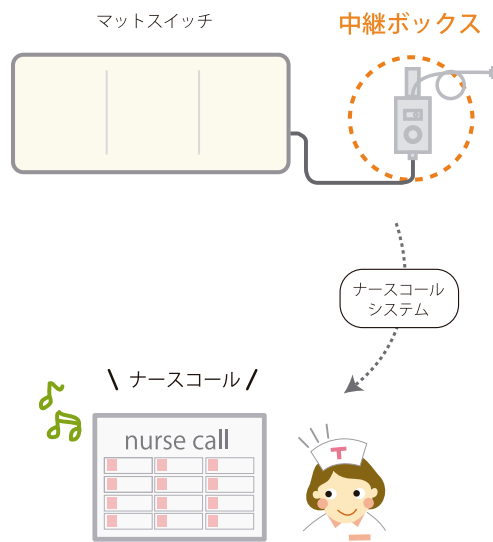 マットスイッチ
中継ボックス
ナースコール
システム
\ ナースコール /
nurse call
T